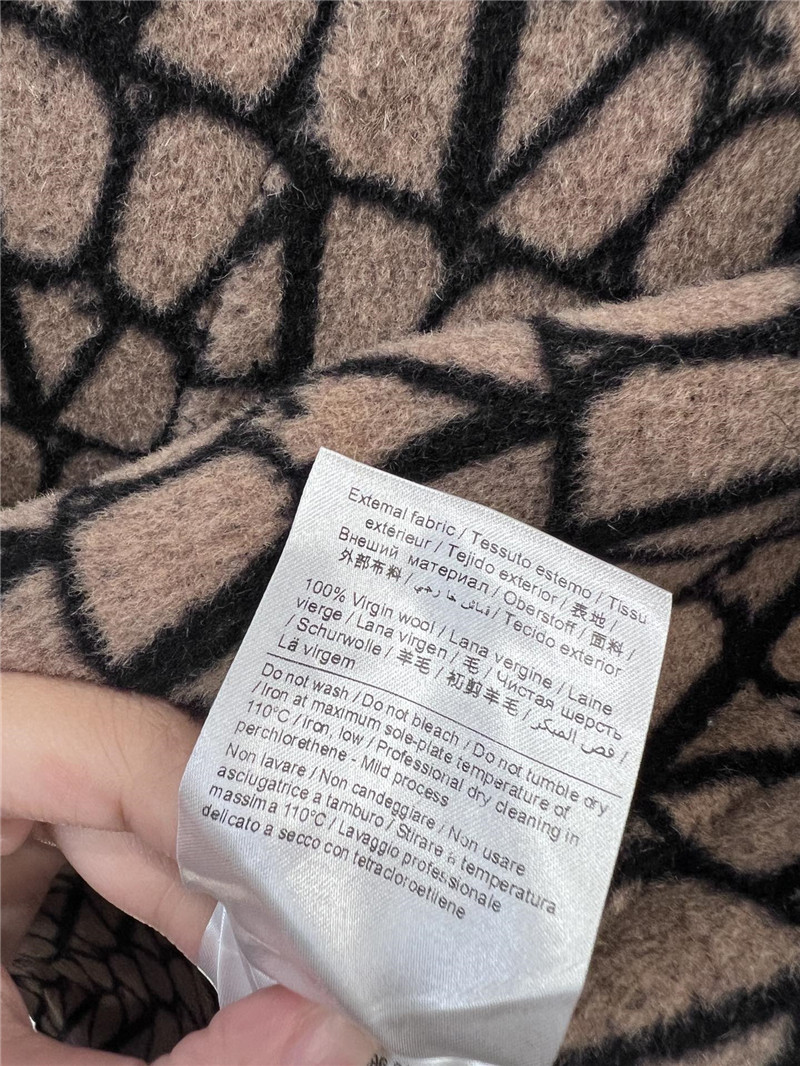 External fabric / Tessuto esterno / Tissu
extérieur / Tejido exterior / 表地 /
Внеший материал / Oberstoff / 面料 /
外部布料 / قماش خارجي / Tecido exterior
100% Virgin wool / Lana vergine / Laine
vierge / Lana virgen / 毛 / Чистая шерсть
/ Schurwolle / 羊毛 / 初剪羊毛 / قص المبكر /
Lã virgem
Do not wash / Do not bleach / Do not tumble dry
/ Iron at maximum sole-plate temperature of
110°C / Iron, low / Professional dry cleaning in
perchlorethene - Mild process
Non lavare / Non candeggiare / Non usare
asciugatrice a tamburo / Stirare a temperatura
massima 110°C / Lavaggio professionale
delicato a secco con tetracloroetilene